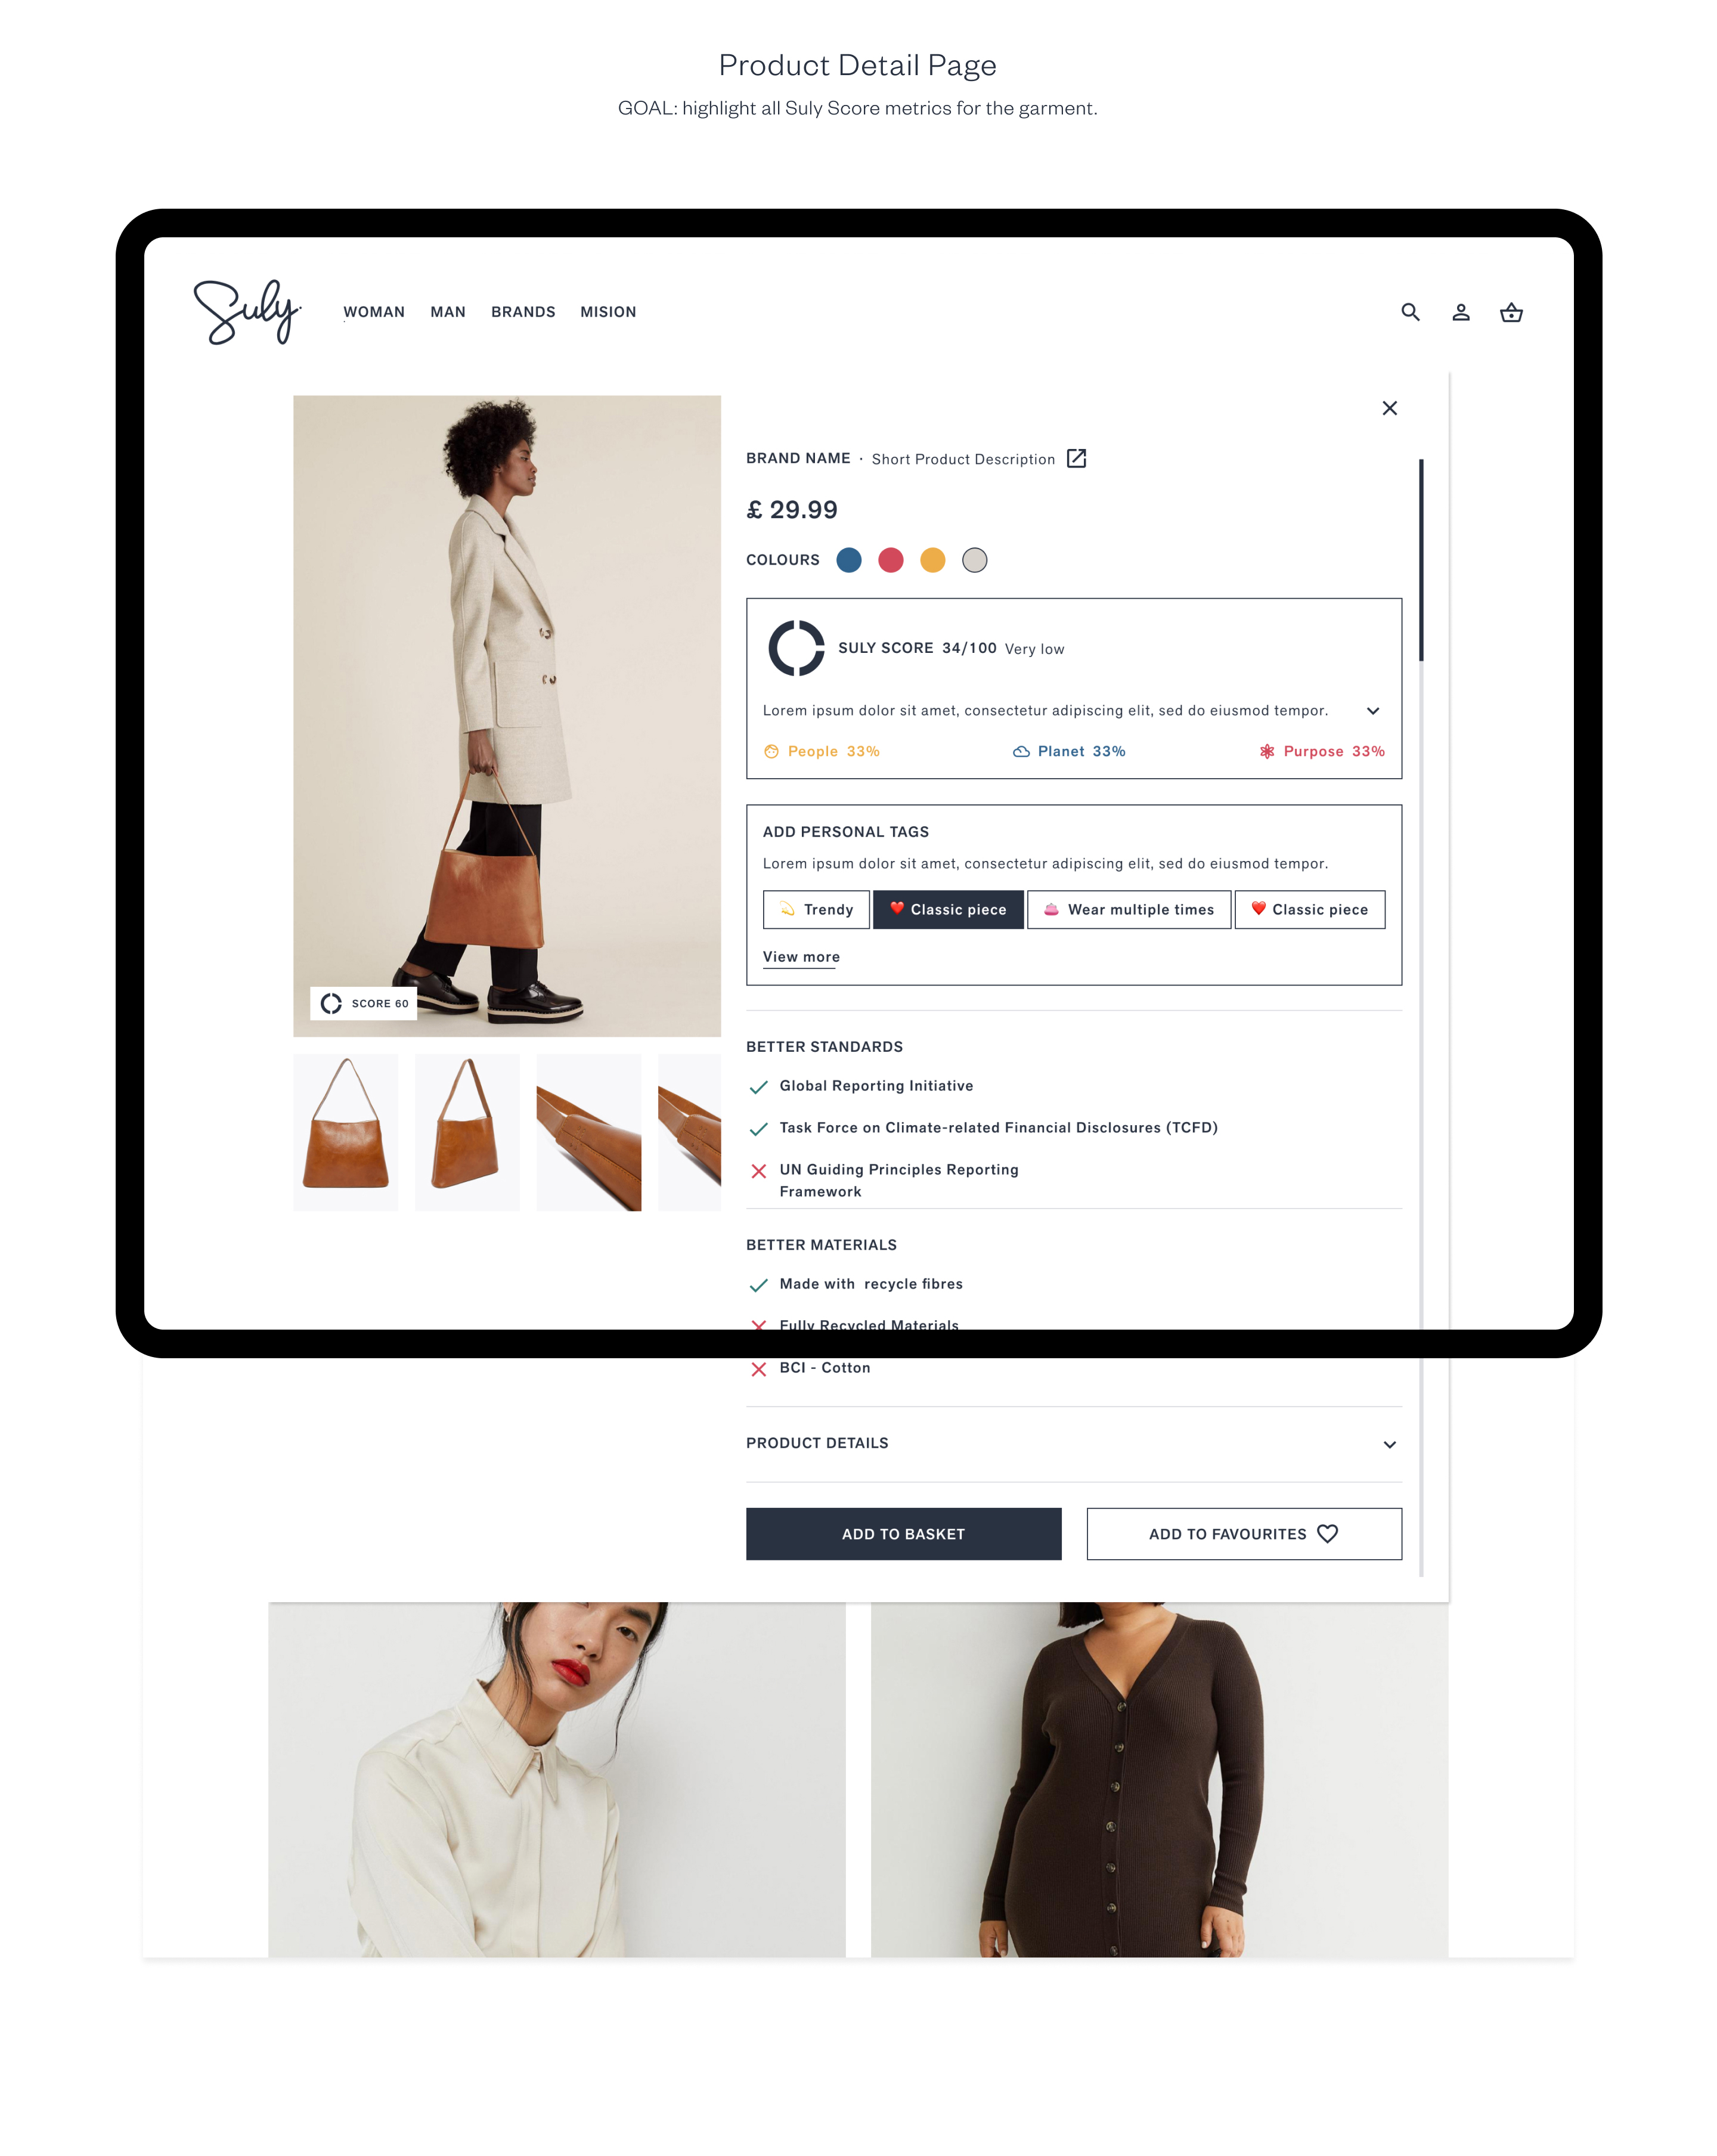 Product Detail Page
GOAL: highlight all Suly Score metrics for the garment.
Suly.
WOMAN MAN BRANDS MISION
BRAND NAME · Short Product Description
£ 29.99
COLOURS
SULY SCORE 34/100 Very low
Lorem ipsum dolor sit amet, consectetur adipiscing elit, sed do eiusmod tempor.
People 33% Planet 33% Purpose 33%
ADD PERSONAL TAGS
Lorem ipsum dolor sit amet, consectetur adipiscing elit, sed do eiusmod tempor.
Trendy Classic piece Wear multiple times Classic piece
View more
SCORE 60
BETTER STANDARDS
Global Reporting Initiative
Task Force on Climate-related Financial Disclosures (TCFD)
UN Guiding Principles Reporting
Framework
BETTER MATERIALS
Made with recycle fibres
Fully Recycled Materials
BCI - Cotton
PRODUCT DETAILS
ADD TO BASKET ADD TO FAVOURITES